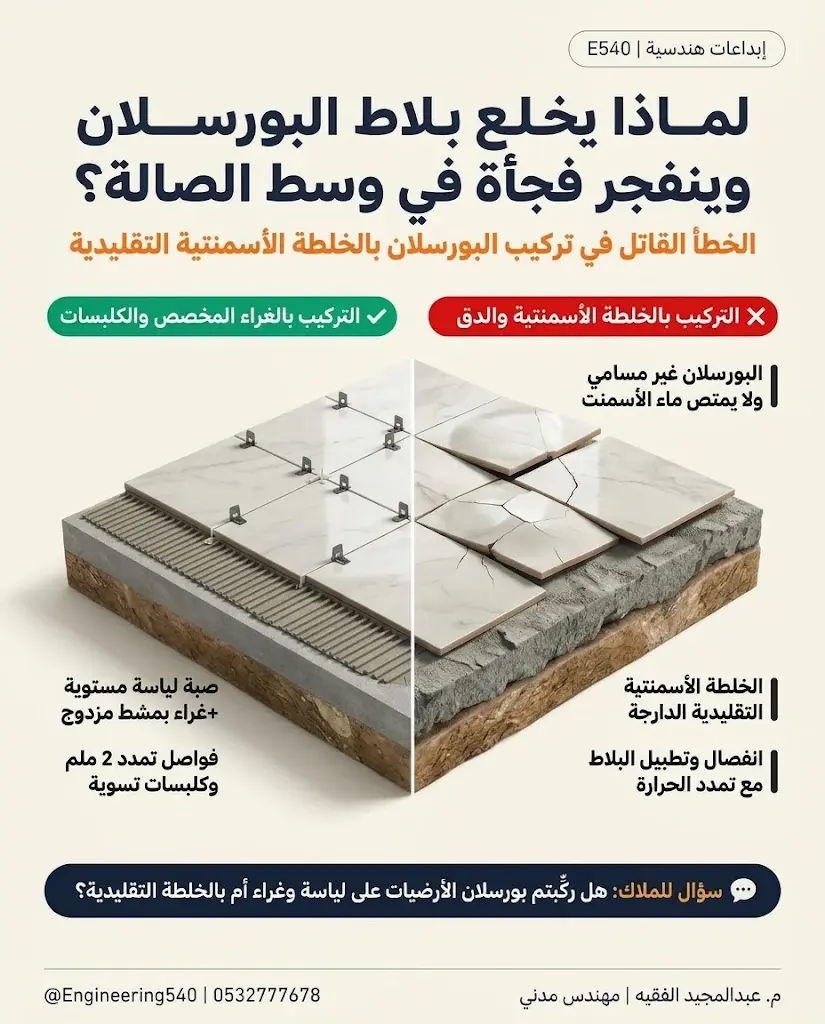 إبداعات هندسية | E540
لمــاذا يخلع بلاط البورســلان
وينفجر فجأة في وسط الصالة؟
الخطأ القاتل في تركيب البورسلان بالخلطة الأسمنتية التقليدية
التركيب بالخلطة الأسمنتية والدق
التركيب بالغراء المخصص والكلبسات
البورسلان غير مسامي
ولا يمتص ماء الأسمنت
الخلطة الأسمنتية
التقليدية الدارجة
انفصال وتطبيل البلاط
مع تمدد الحرارة
صبة لياسة مستوية
+غراء بمشط مزدوج
فواصل تمدد 2 ملم
وكلبسات تسوية
سؤال للملاك: هل ركِّبتم بورسلان الأرضيات على لياسة وغراء أم بالخلطة التقليدية؟
م. عبدالمجيد الفقيه | مهندس مدني
@Engineering540 | 0532777678